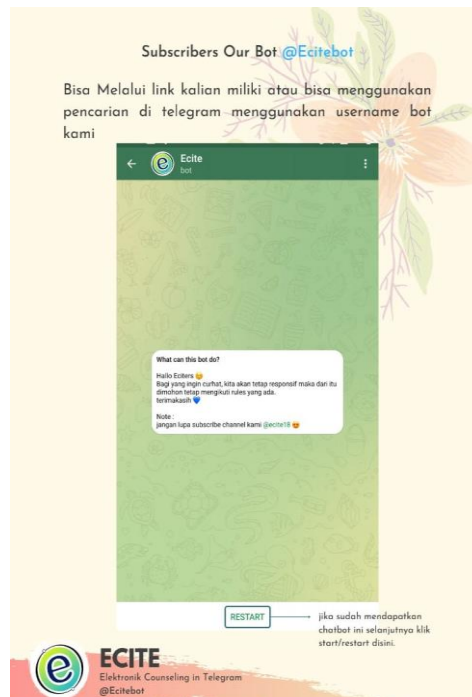 Subscribers Our Bot @Ecitebot
Bisa Melalui link kalian miliki atau bisa menggunakan
pencarian di telegram menggunakan username bot
kami
Ecite
bot
What can this bot do?
Hallo Eciters 😊
Bagi yang ingin curhat, kita akan tetap responsif maka dari itu
dimohon tetap mengikuti rules yang ada.
terimakasih 💙
Note :
jangan lupa subscribe channel kami @ecite18 😍
RESTART
jika sudah mendapatkan
chatbot ini selanjutnya klik
start/restart disini.
e
ECITE
Elektronik Counseling in Telegram
@Ecitebot